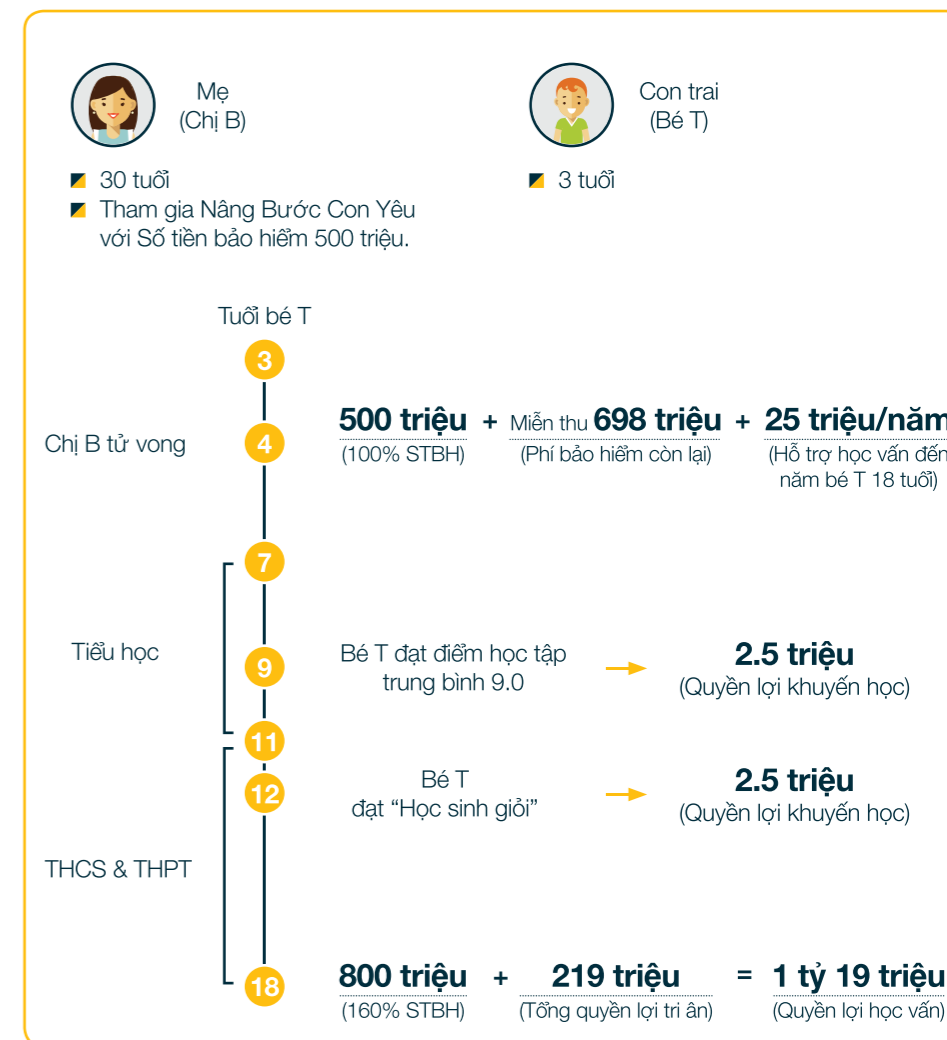 Mẹ
(Chị B)
Con trai
(Bé T)
30 tuổi
Tham gia Nâng Bước Con Yêu
với Số tiền bảo hiểm 500 triệu.
3 tuổi
Tuổi bé T
3
Chị B tử vong
4
500 triệu + Miễn thu 698 triệu + 25 triệu/năm
(100% STBH) (Phí bảo hiểm còn lại) (Hỗ trợ học vấn đến
năm bé T 18 tuổi)
7
Tiểu học
9
Bé T đạt điểm học tập
trung bình 9.0
2.5 triệu
(Quyền lợi khuyến học)
11
12
Bé T
đạt “Học sinh giỏi”
2.5 triệu
(Quyền lợi khuyến học)
THCS & THPT
18
800 triệu + 219 triệu = 1 tỷ 19 triệu
(160% STBH) (Tổng quyền lợi tri ân) (Quyền lợi học vấn)